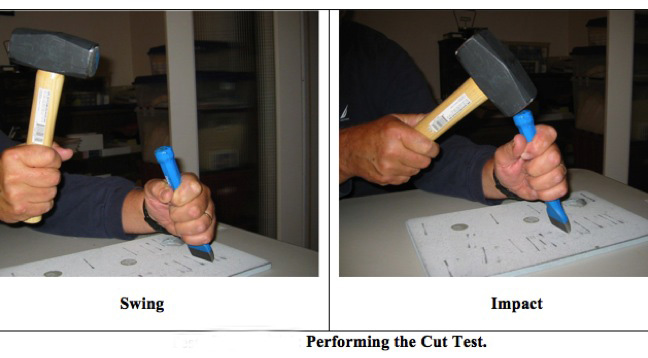 Swing
Impact
Performing the Cut Test.